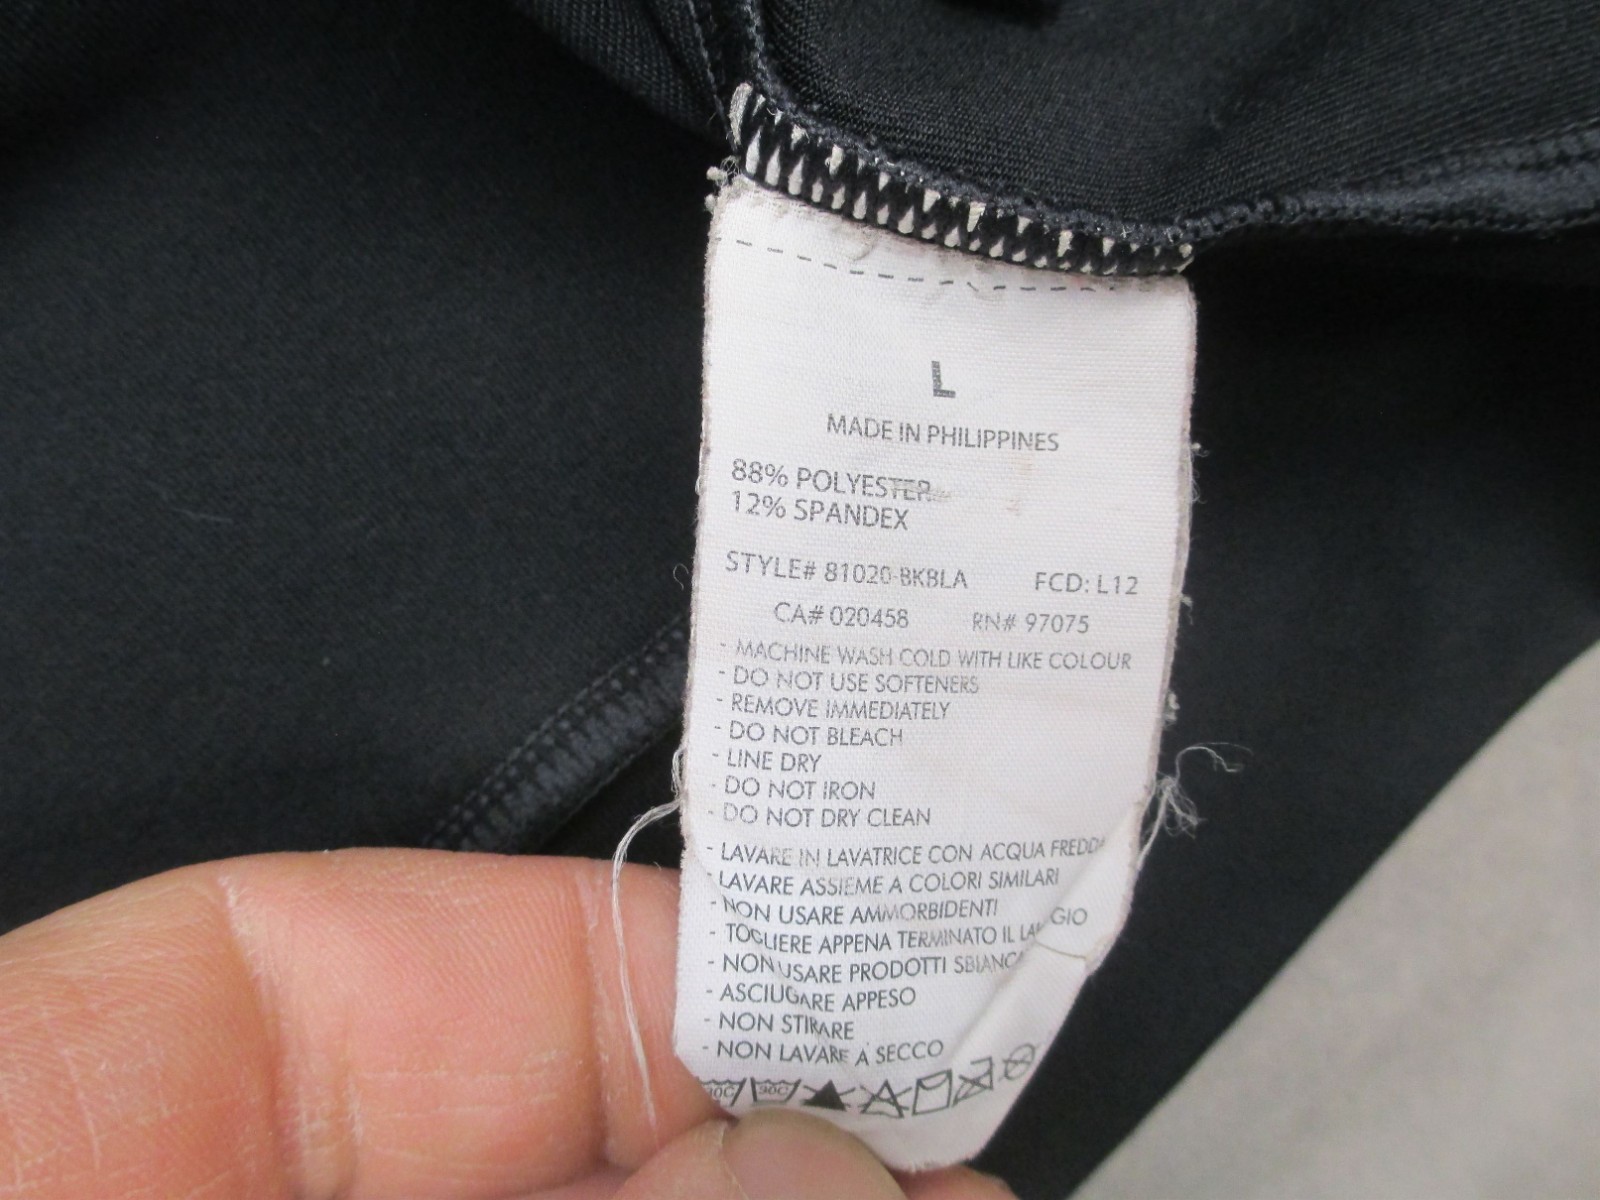 L
MADE IN PHILIPPINES
88% POLYESTER
12% SPANDEX
STYLE# 81020-BKBLA FCD: L12
CA# 020458 RN# 97075
- MACHINE WASH COLD WITH LIKE COLOUR
- DO NOT USE SOFTENERS
- REMOVE IMMEDIATELY
- DO NOT BLEACH
- LINE DRY
- DO NOT IRON
- DO NOT DRY CLEAN
- LAVARE IN LAVATRICE CON ACQUA FREDDA
- LAVARE ASSIEME A COLORI SIMILARI
- NON USARE AMMORBIDENTI
- TOGLIERE APPENA TERMINATO IL
- NON USARE PRODOTTI
- ASCIUGARE APPESO
- NON STIRARE
- NON LAVARE A SECCO
30C